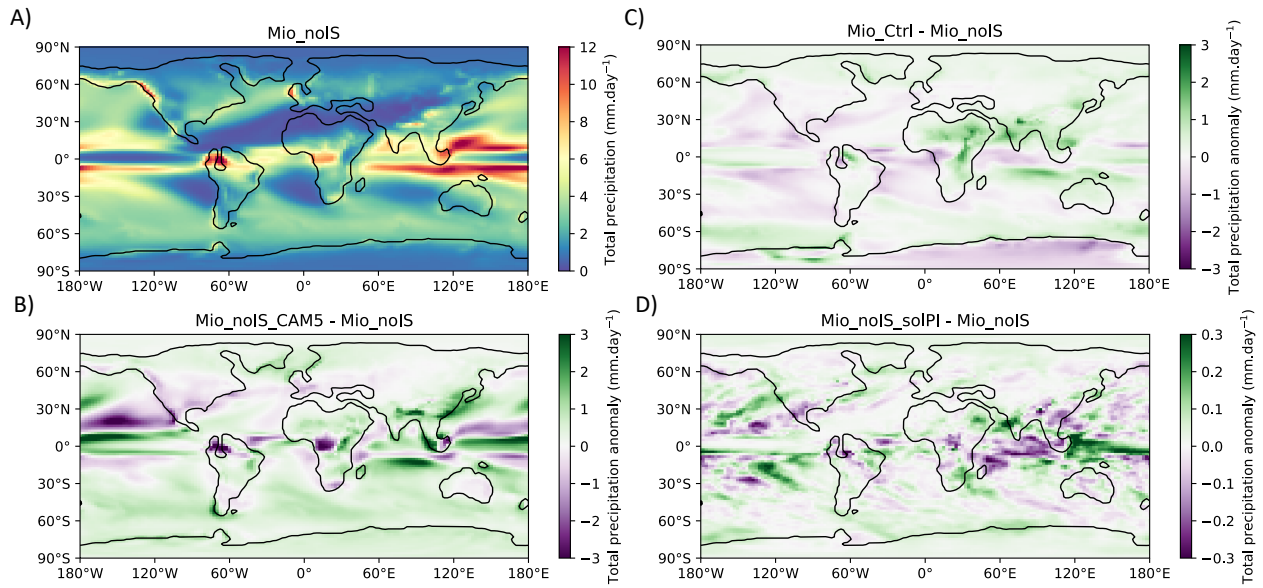 A)
Mio_noIS
90°N
60°N
30°N
0°
30°S
60°S
90°S
180°W 120°W 60°W 0° 60°E 120°E 180°E
12
10
8
6
4
2
0
Total precipitation (mm.day⁻¹)
B)
Mio_noIS_CAM5 - Mio_noIS
90°N
60°N
30°N
0°
30°S
60°S
90°S
180°W 120°W 60°W 0° 60°E 120°E 180°E
3
2
1
0
−1
−2
−3
Total precipitation anomaly (mm.day⁻¹)
C)
Mio_Ctrl - Mio_noIS
90°N
60°N
30°N
0°
30°S
60°S
90°S
180°W 120°W 60°W 0° 60°E 120°E 180°E
3
2
1
0
−1
−2
−3
Total precipitation anomaly (mm.day⁻¹)
D)
Mio_noIS_solPI - Mio_noIS
90°N
60°N
30°N
0°
30°S
60°S
90°S
180°W 120°W 60°W 0° 60°E 120°E 180°E
0.3
0.2
0.1
0.0
−0.1
−0.2
−0.3
Total precipitation anomaly (mm.day⁻¹)